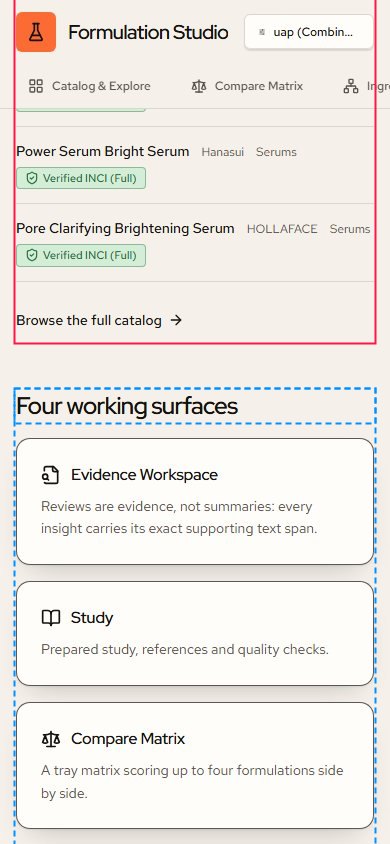 Formulation Studio
uap (Combin...
Catalog & Explore
Compare Matrix
Power Serum Bright Serum Hanasui Serums
Verified INCI (Full)
Pore Clarifying Brightening Serum HOLLAFACE Serums
Verified INCI (Full)
Browse the full catalog →
Four working surfaces
Evidence Workspace
Reviews are evidence, not summaries: every
insight carries its exact supporting text span.
Study
Prepared study, references and quality checks.
Compare Matrix
A tray matrix scoring up to four formulations side
by side.